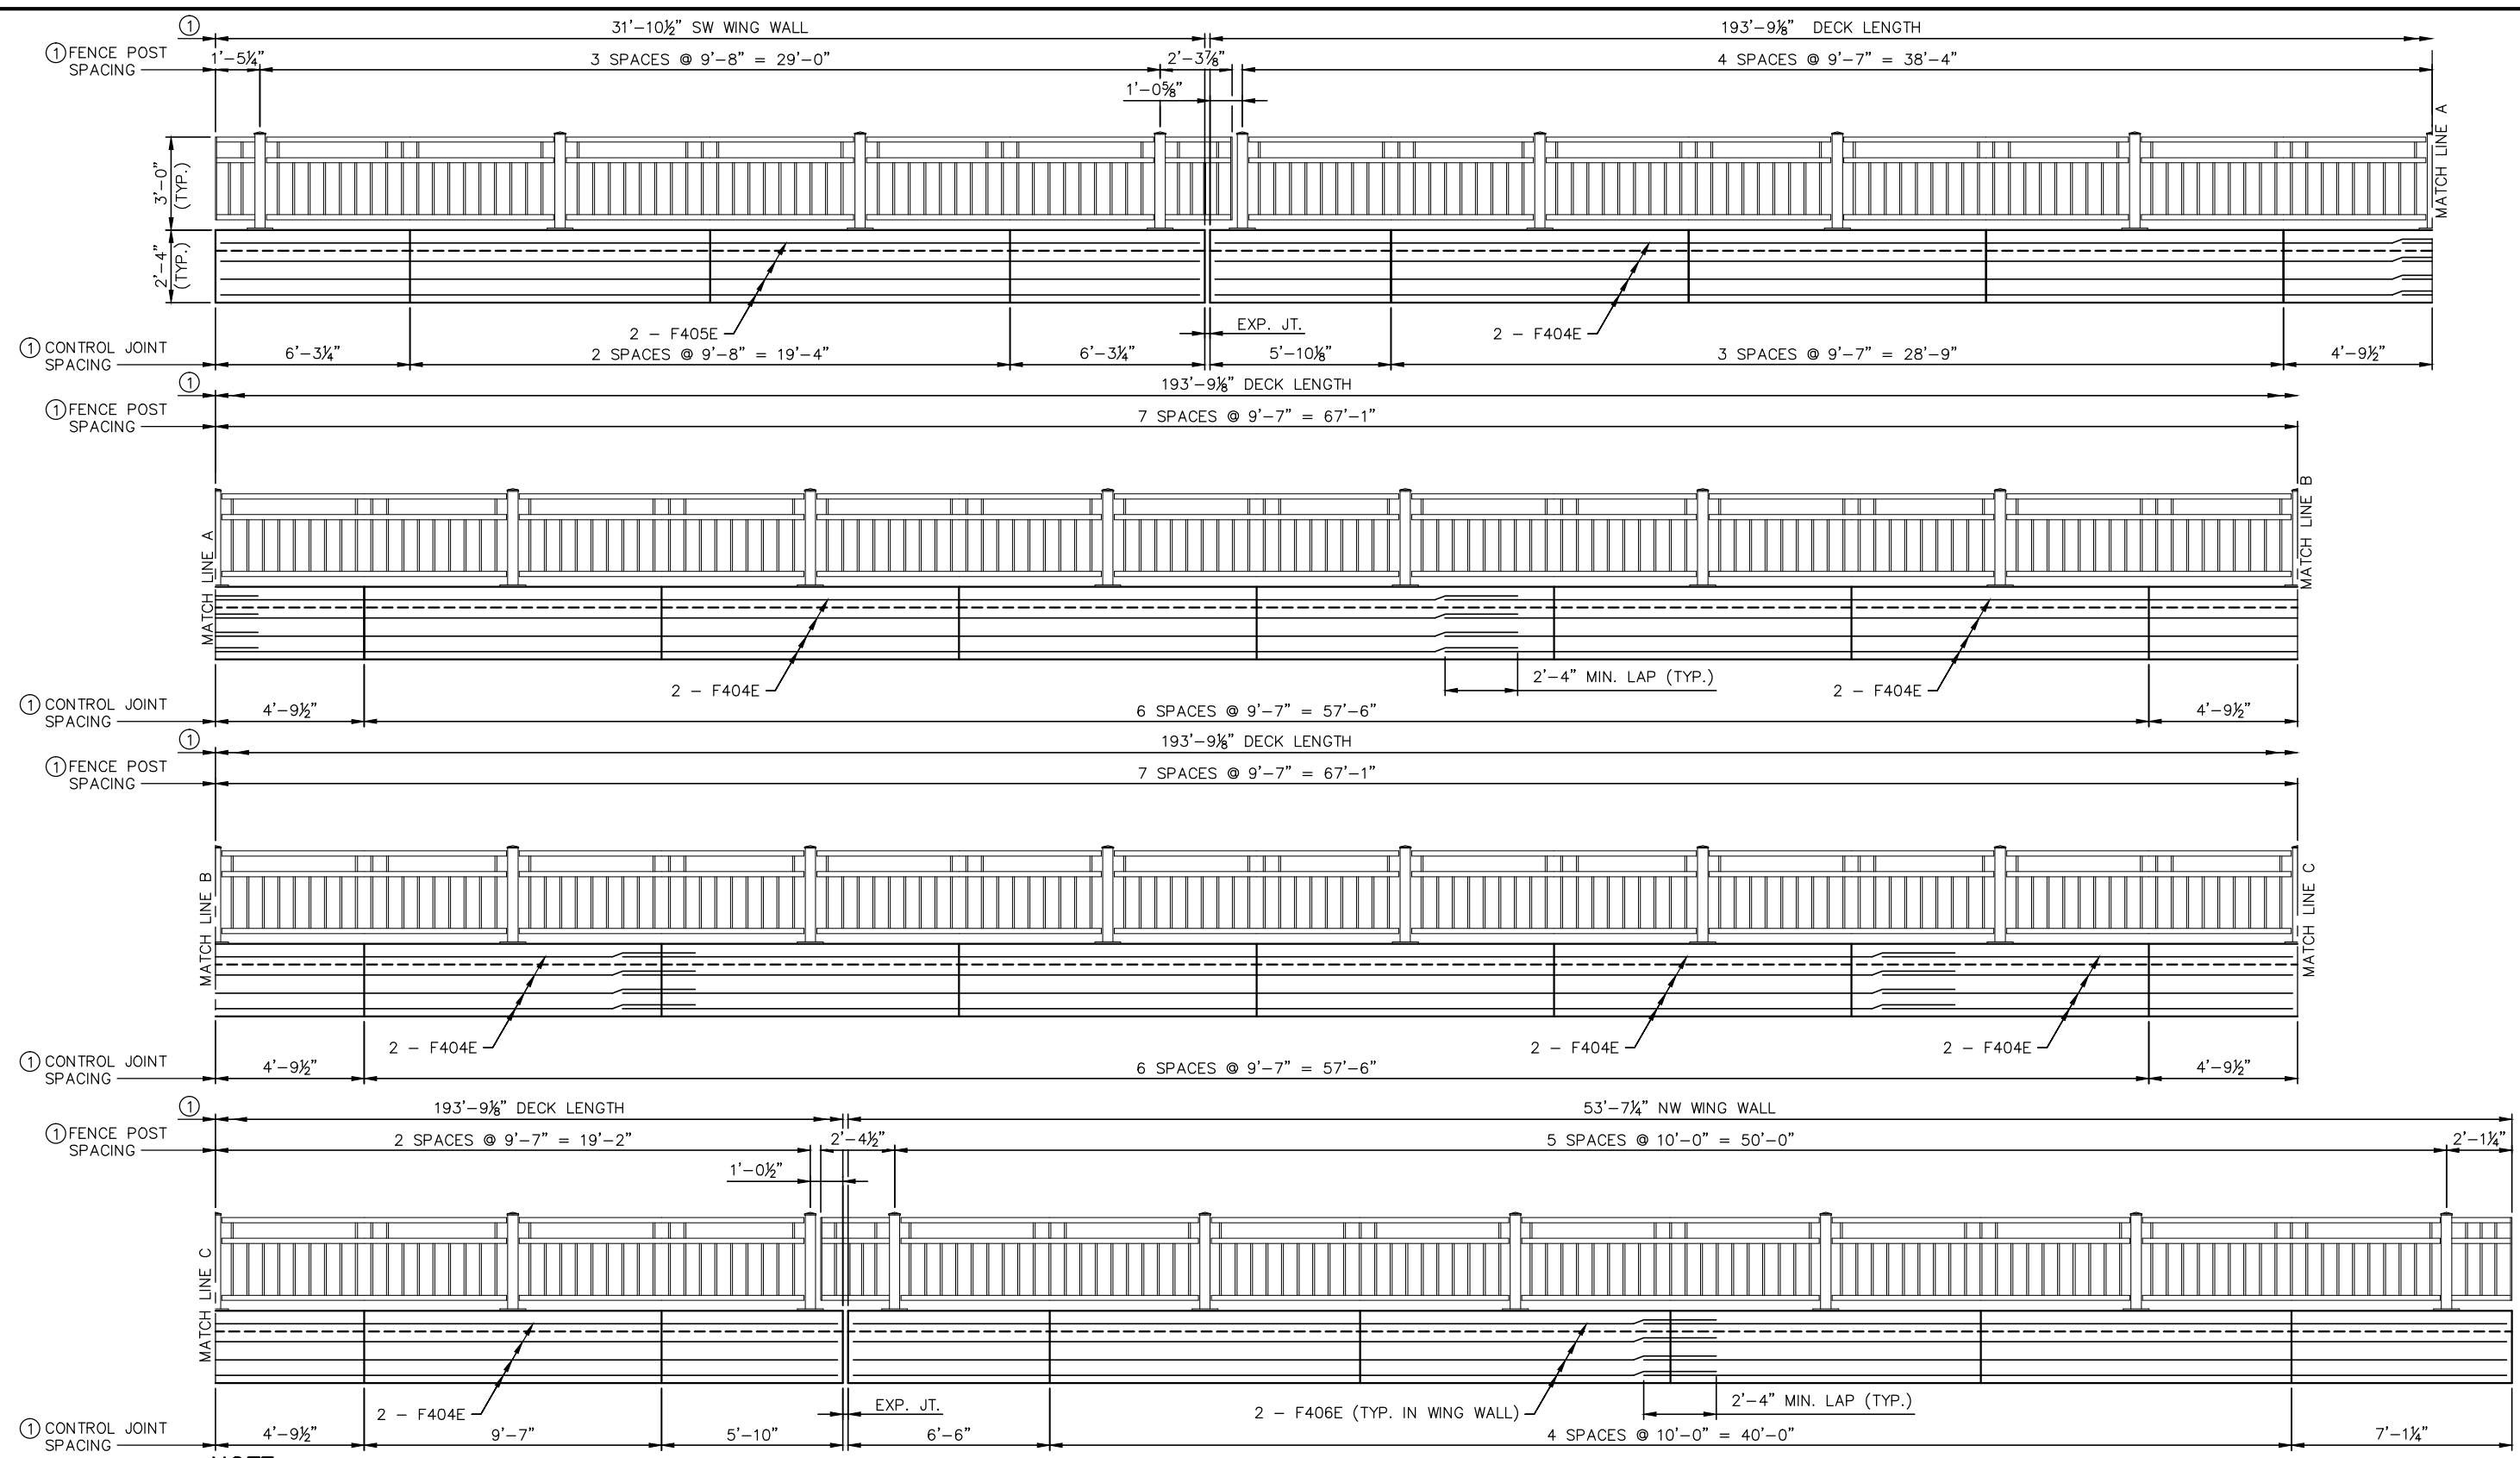 ① 31'-10½" SW WING WALL 193'-9⅛" DECK LENGTH
① FENCE POST
SPACING
1'-5¼" 3 SPACES @ 9'-8" = 29'-0" 2'-3⅞" 4 SPACES @ 9'-7" = 38'-4"
1'-0⅝"
MATCH LINE A
3'-0"
(TYP.)
2'-4"
(TYP.)
2 - F405E EXP. JT. 2 - F404E
① CONTROL JOINT
SPACING
6'-3¼" 2 SPACES @ 9'-8" = 19'-4" 6'-3¼" 5'-10⅛" 3 SPACES @ 9'-7" = 28'-9" 4'-9½"
① 193'-9⅛" DECK LENGTH
① FENCE POST
SPACING
7 SPACES @ 9'-7" = 67'-1"
MATCH LINE A
MATCH LINE B
2 - F404E 2'-4" MIN. LAP (TYP.) 2 - F404E
① CONTROL JOINT
SPACING
4'-9½" 6 SPACES @ 9'-7" = 57'-6" 4'-9½"
① 193'-9⅛" DECK LENGTH
① FENCE POST
SPACING
7 SPACES @ 9'-7" = 67'-1"
MATCH LINE B
MATCH LINE C
2 - F404E 2 - F404E 2 - F404E
① CONTROL JOINT
SPACING
4'-9½" 6 SPACES @ 9'-7" = 57'-6" 4'-9½"
① 193'-9⅛" DECK LENGTH 53'-7¼" NW WING WALL
① FENCE POST
SPACING
2 SPACES @ 9'-7" = 19'-2" 2'-4½" 5 SPACES @ 10'-0" = 50'-0" 2'-1¼"
1'-0½"
MATCH LINE C
2 - F404E EXP. JT. 2 - F406E (TYP. IN WING WALL) 2'-4" MIN. LAP (TYP.)
① CONTROL JOINT
SPACING
4'-9½" 9'-7" 5'-10" 6'-6" 4 SPACES @ 10'-0" = 40'-0" 7'-1¼"